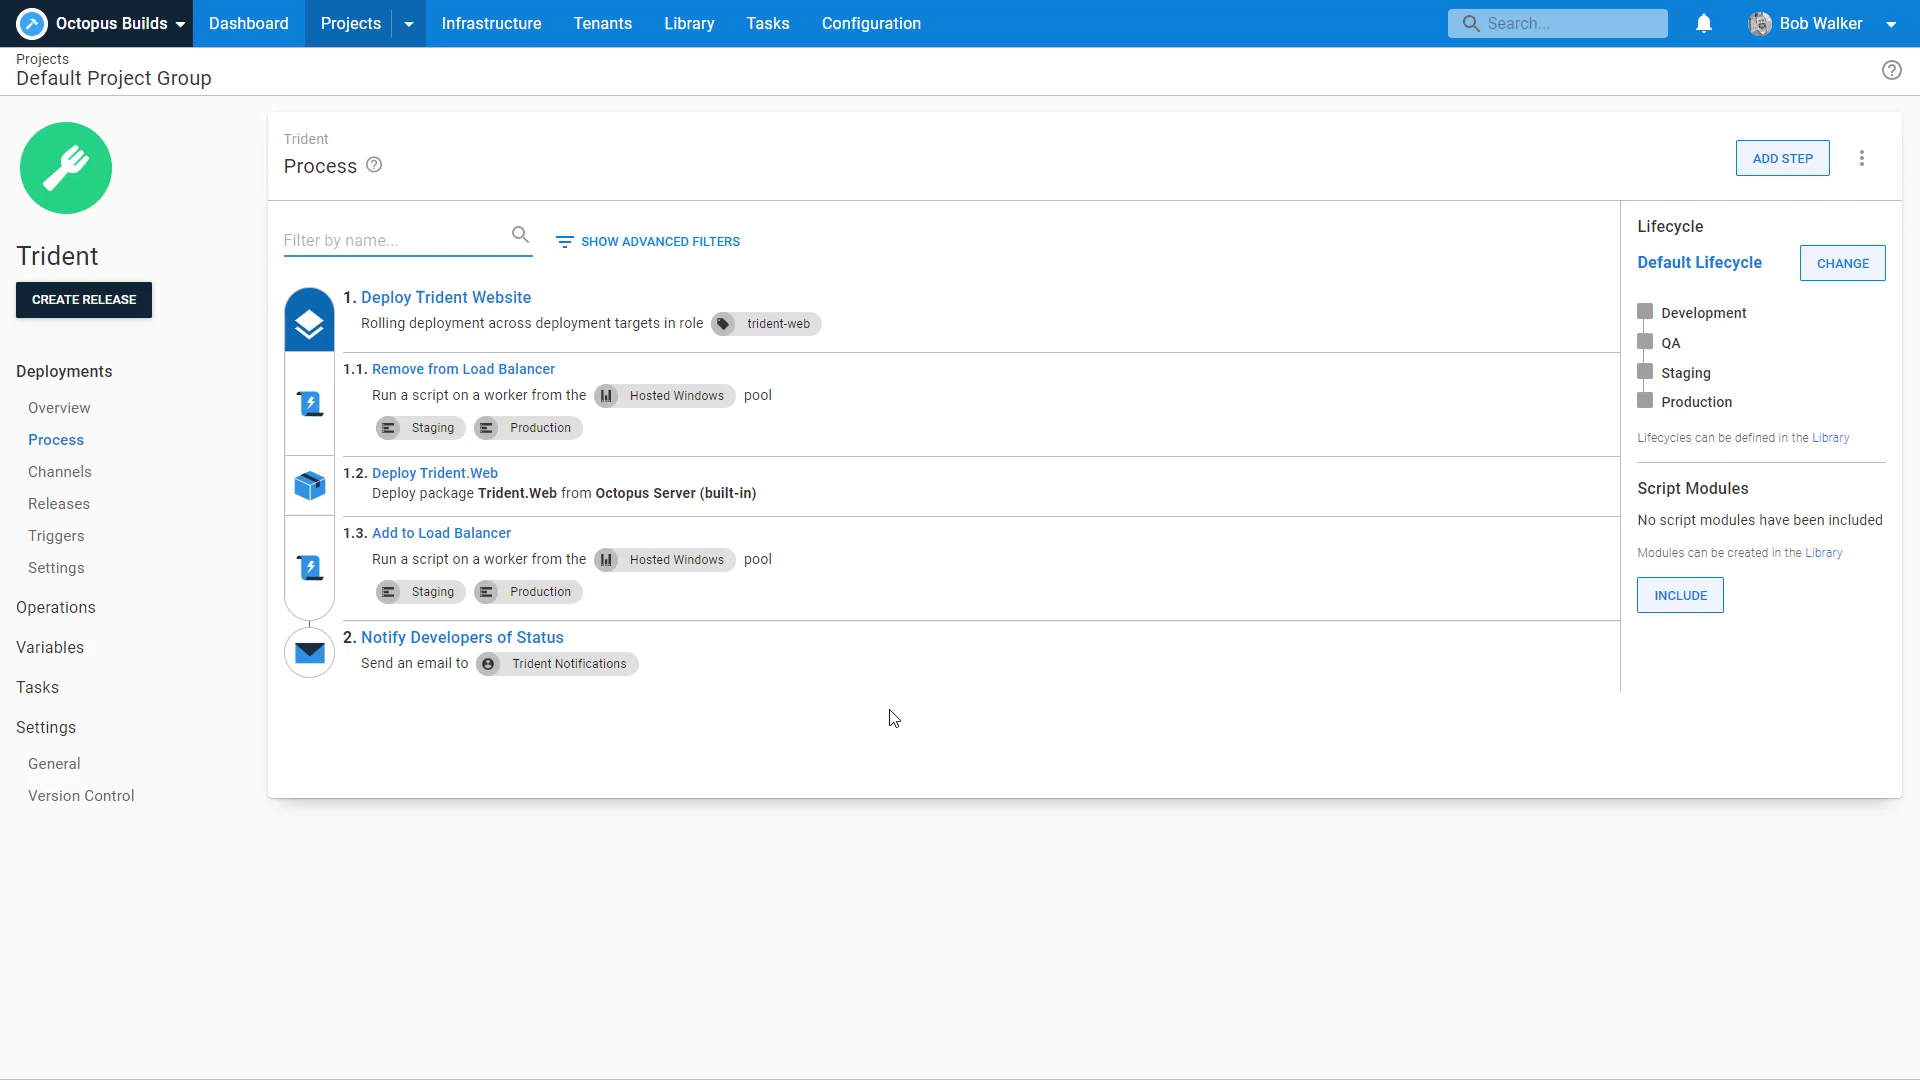 Octopus Builds
Dashboard
Projects
Infrastructure
Tenants
Library
Tasks
Configuration
Search...
Bob Walker
Projects
Default Project Group
Trident
CREATE RELEASE
Deployments
Overview
Process
Channels
Releases
Triggers
Settings
Operations
Variables
Tasks
Settings
General
Version Control
Trident
Process
ADD STEP
Filter by name...
SHOW ADVANCED FILTERS
1. Deploy Trident Website
Rolling deployment across deployment targets in role trident-web
1.1. Remove from Load Balancer
Run a script on a worker from the Hosted Windows pool
Staging Production
1.2. Deploy Trident.Web
Deploy package Trident.Web from Octopus Server (built-in)
1.3. Add to Load Balancer
Run a script on a worker from the Hosted Windows pool
Staging Production
2. Notify Developers of Status
Send an email to Trident Notifications
Lifecycle
Default Lifecycle
CHANGE
Development
QA
Staging
Production
Lifecycles can be defined in the Library
Script Modules
No script modules have been included
Modules can be created in the Library
INCLUDE